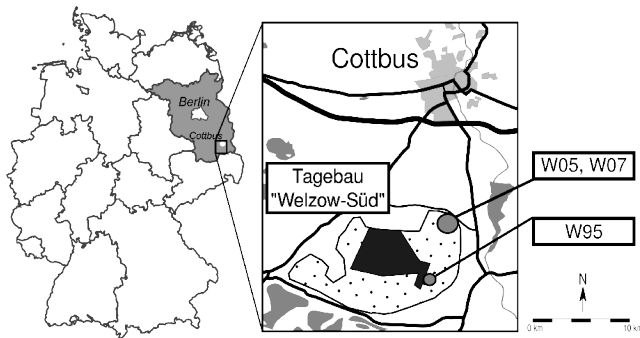 Berlin
Cottbus
Cottbus
Tagebau
"Welzow-Süd"
W05, W07
W95
N
0 km
10 km